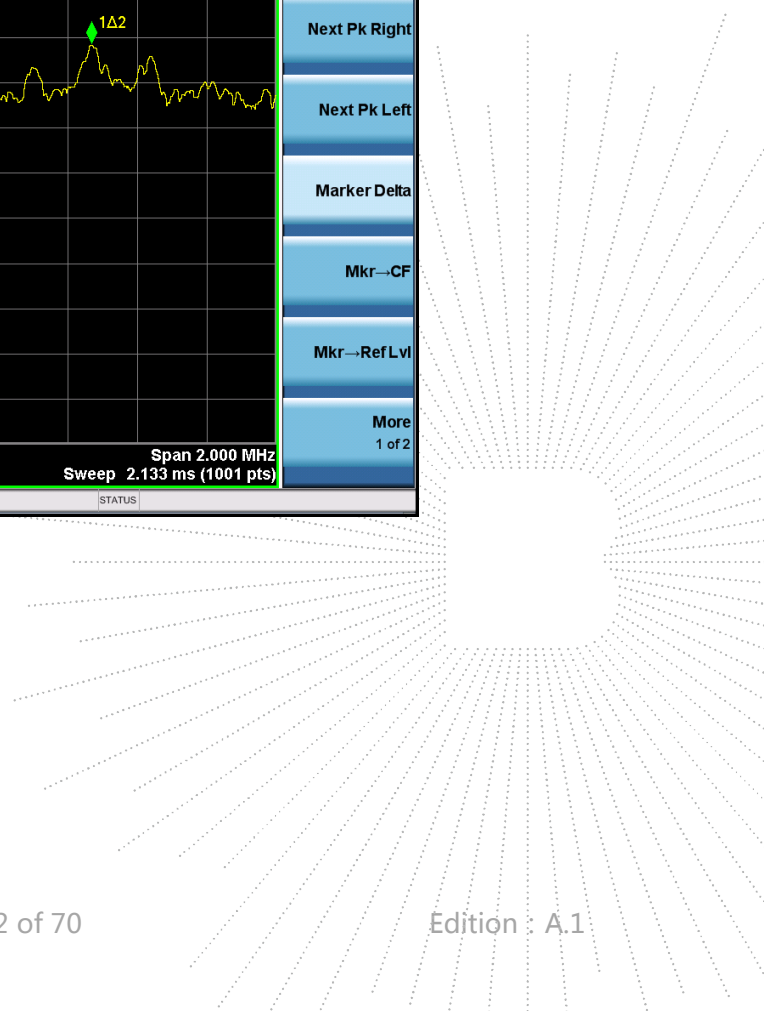 1Δ2
Next Pk Right
Next Pk Left
Marker Delta
Mkr→CF
Mkr→Ref Lvl
More
1 of 2
Span 2.000 MHz
Sweep 2.133 ms (1001 pts)
STATUS
2 of 70
Edition : A.1